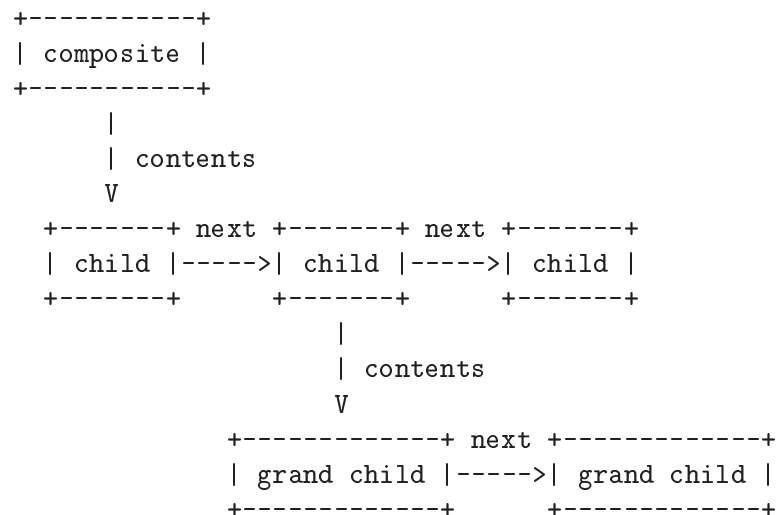 +-----------+
| composite |
+-----------+
      |
      | contents
      V
  +-------+ next +-------+ next +-------+
  | child |----->| child |----->| child |
  +-------+      +-------+      +-------+
                     |
                     | contents
                     V
              +-------------+ next +-------------+
              | grand child |----->| grand child |
              +-------------+      +-------------+